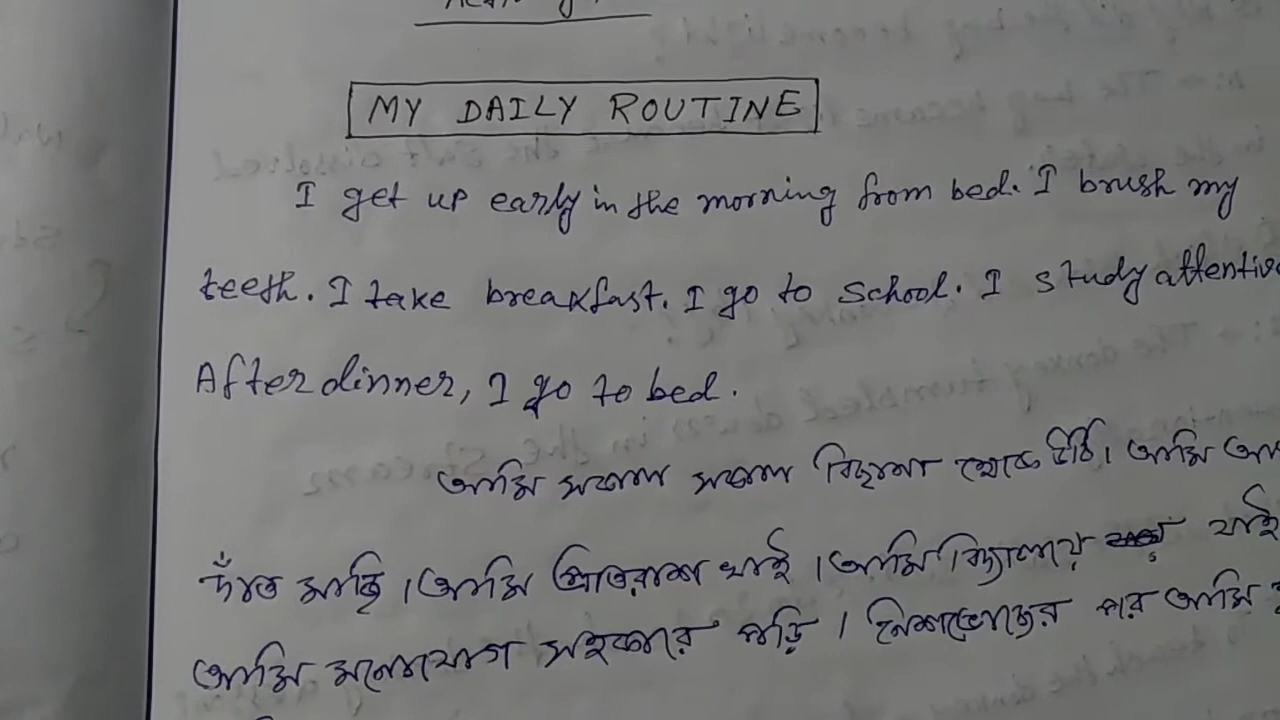 MY DAILY ROUTINE
I get up early in the morning from bed. I brush my
teeth. I take breakfast. I go to school. I study attentive
After dinner, I go to bed.
আমি সকাল সকাল বিছানা থেকে উঠি। আমি আ
দাঁত মাজি। আমি প্রাতরাশ খাই। আমি বিদ্যালয়ে যাই
আমি মনোযোগ সহকারে পড়ি। নৈশভোজের পরে আমি